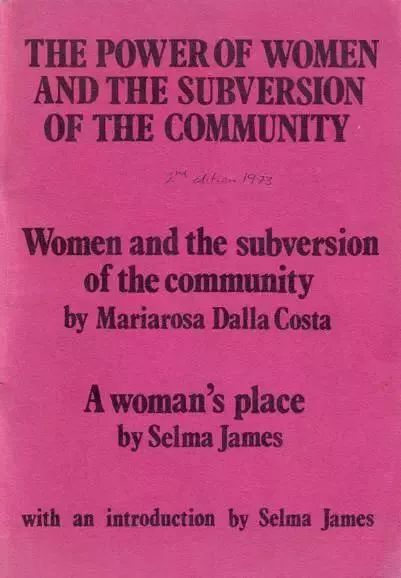 THE POWER OF WOMEN
AND THE SUBVERSION
OF THE COMMUNITY
2nd edition 1973
Women and the subversion
of the community
by Mariarosa Dalla Costa
A woman's place
by Selma James
with an introduction by Selma James